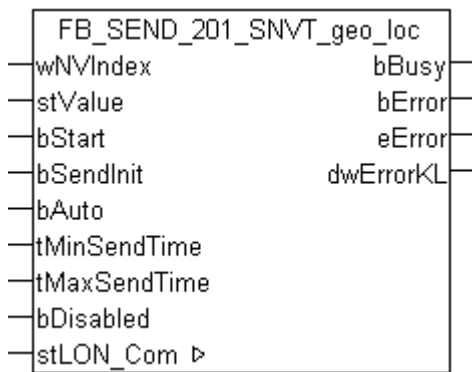 FB_SEND_201_SNVT_geo_loc
wNVIndex bBusy
stValue bError
bStart eError
bSendInit dwErrorKL
bAuto
tMinSendTime
tMaxSendTime
bDisabled
stLON_Com ▷